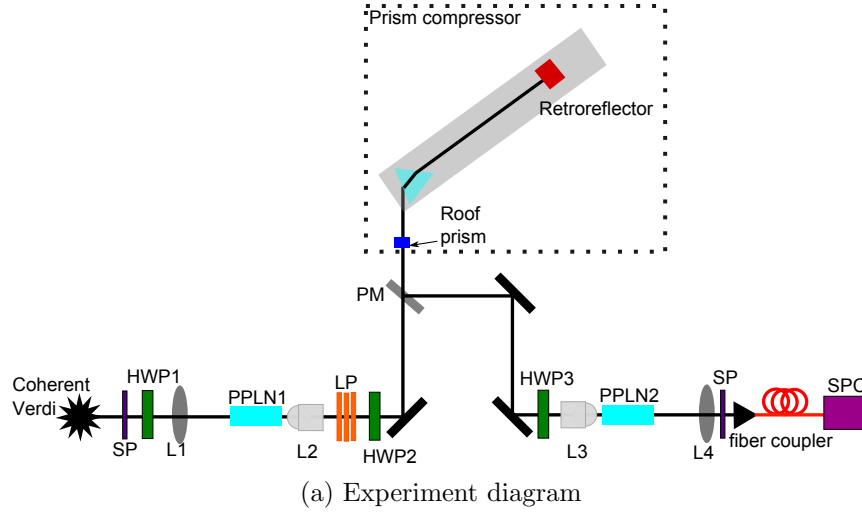 Prism compressor
Retroreflector
Roof
prism
PM
Coherent
Verdi
SP
HWP1
L1
PPLN1
L2
LP
HWP2
HWP3
L3
PPLN2
L4
SP
fiber coupler
SPC
(a) Experiment diagram